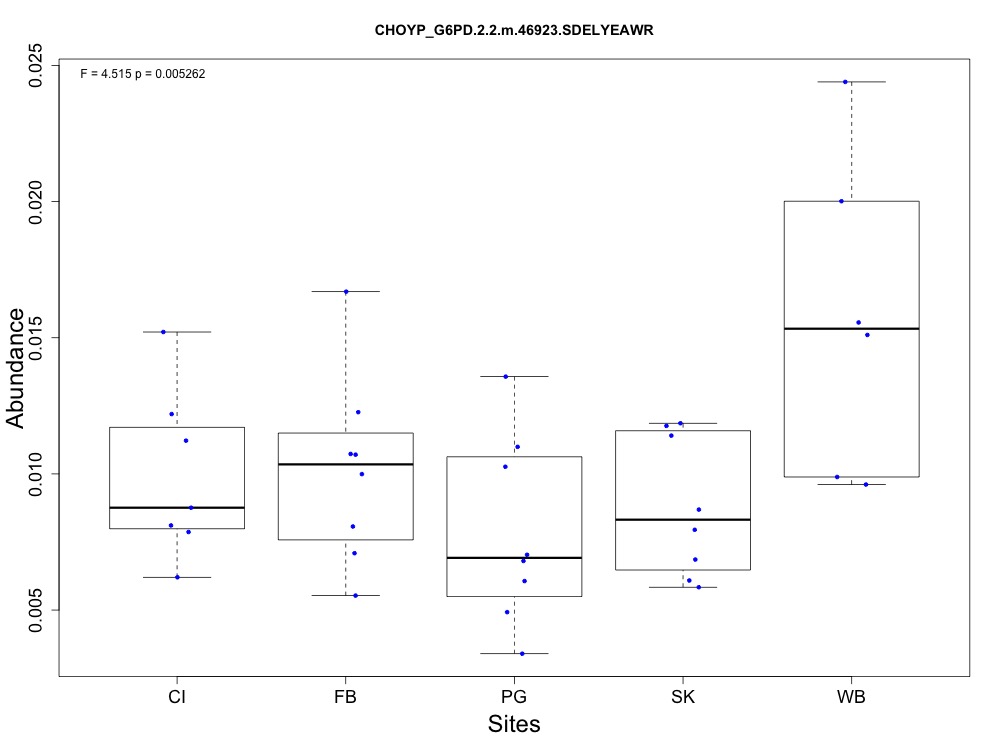 CHOYP_G6PD.2.2.m.46923.SDELYEAWR
F = 4.515 p = 0.005262
Abundance
0.025
0.020
0.015
0.010
0.005
CI FB PG SK WB
Sites